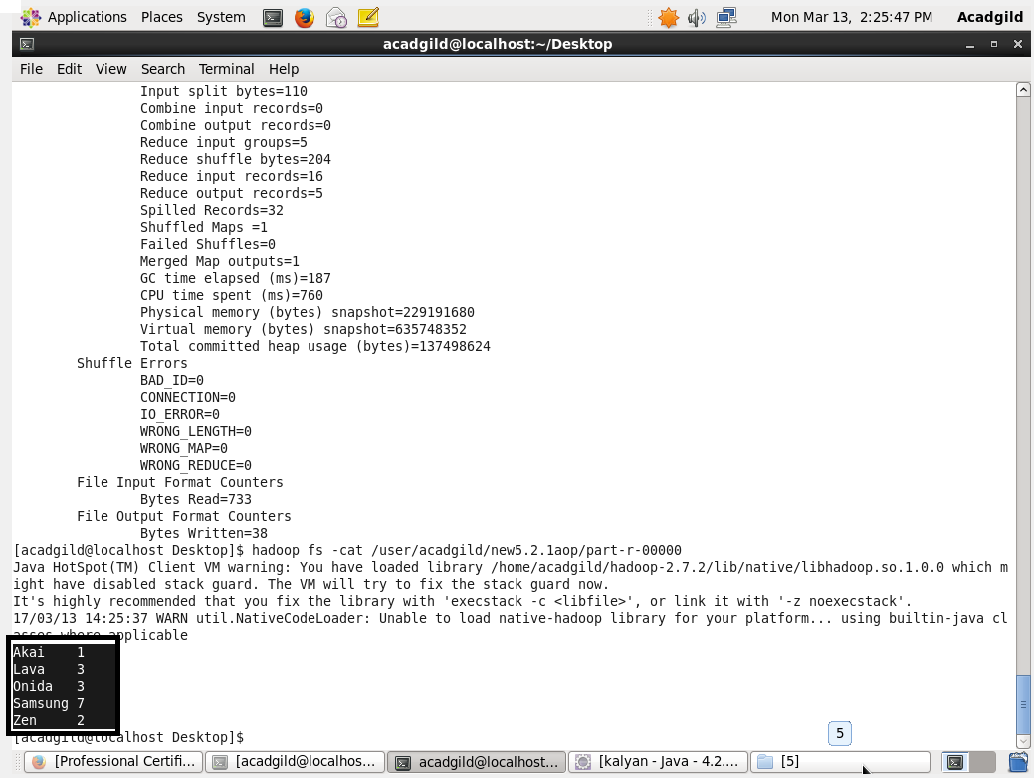 Applications Places System Mon Mar 13, 2:25:47 PM Acadgild
acadgild@localhost:~/Desktop
File Edit View Search Terminal Help
Input split bytes=110
Combine input records=0
Combine output records=0
Reduce input groups=5
Reduce shuffle bytes=204
Reduce input records=16
Reduce output records=5
Spilled Records=32
Shuffled Maps =1
Failed Shuffles=0
Merged Map outputs=1
GC time elapsed (ms)=187
CPU time spent (ms)=760
Physical memory (bytes) snapshot=229191680
Virtual memory (bytes) snapshot=635748352
Total committed heap usage (bytes)=137498624
Shuffle Errors
BAD_ID=0
CONNECTION=0
IO_ERROR=0
WRONG_LENGTH=0
WRONG_MAP=0
WRONG_REDUCE=0
File Input Format Counters
Bytes Read=733
File Output Format Counters
Bytes Written=38
[acadgild@localhost Desktop]$ hadoop fs -cat /user/acadgild/new5.2.1aop/part-r-00000
Java HotSpot(TM) Client VM warning: You have loaded library /home/acadgild/hadoop-2.7.2/lib/native/libhadoop.so.1.0.0 which m
ight have disabled stack guard. The VM will try to fix the stack guard now.
It's highly recommended that you fix the library with 'execstack -c <libfile>', or link it with '-z noexecstack'.
17/03/13 14:25:37 WARN util.NativeCodeLoader: Unable to load native-hadoop library for your platform... using builtin-java cl
asses where applicable
Akai 1
Lava 3
Onida 3
Samsung 7
Zen 2
[acadgild@localhost Desktop]$
5
[Professional Certifi... [acadgild@localhos... acadgild@localhost... [kalyan - Java - 4.2.... [5]